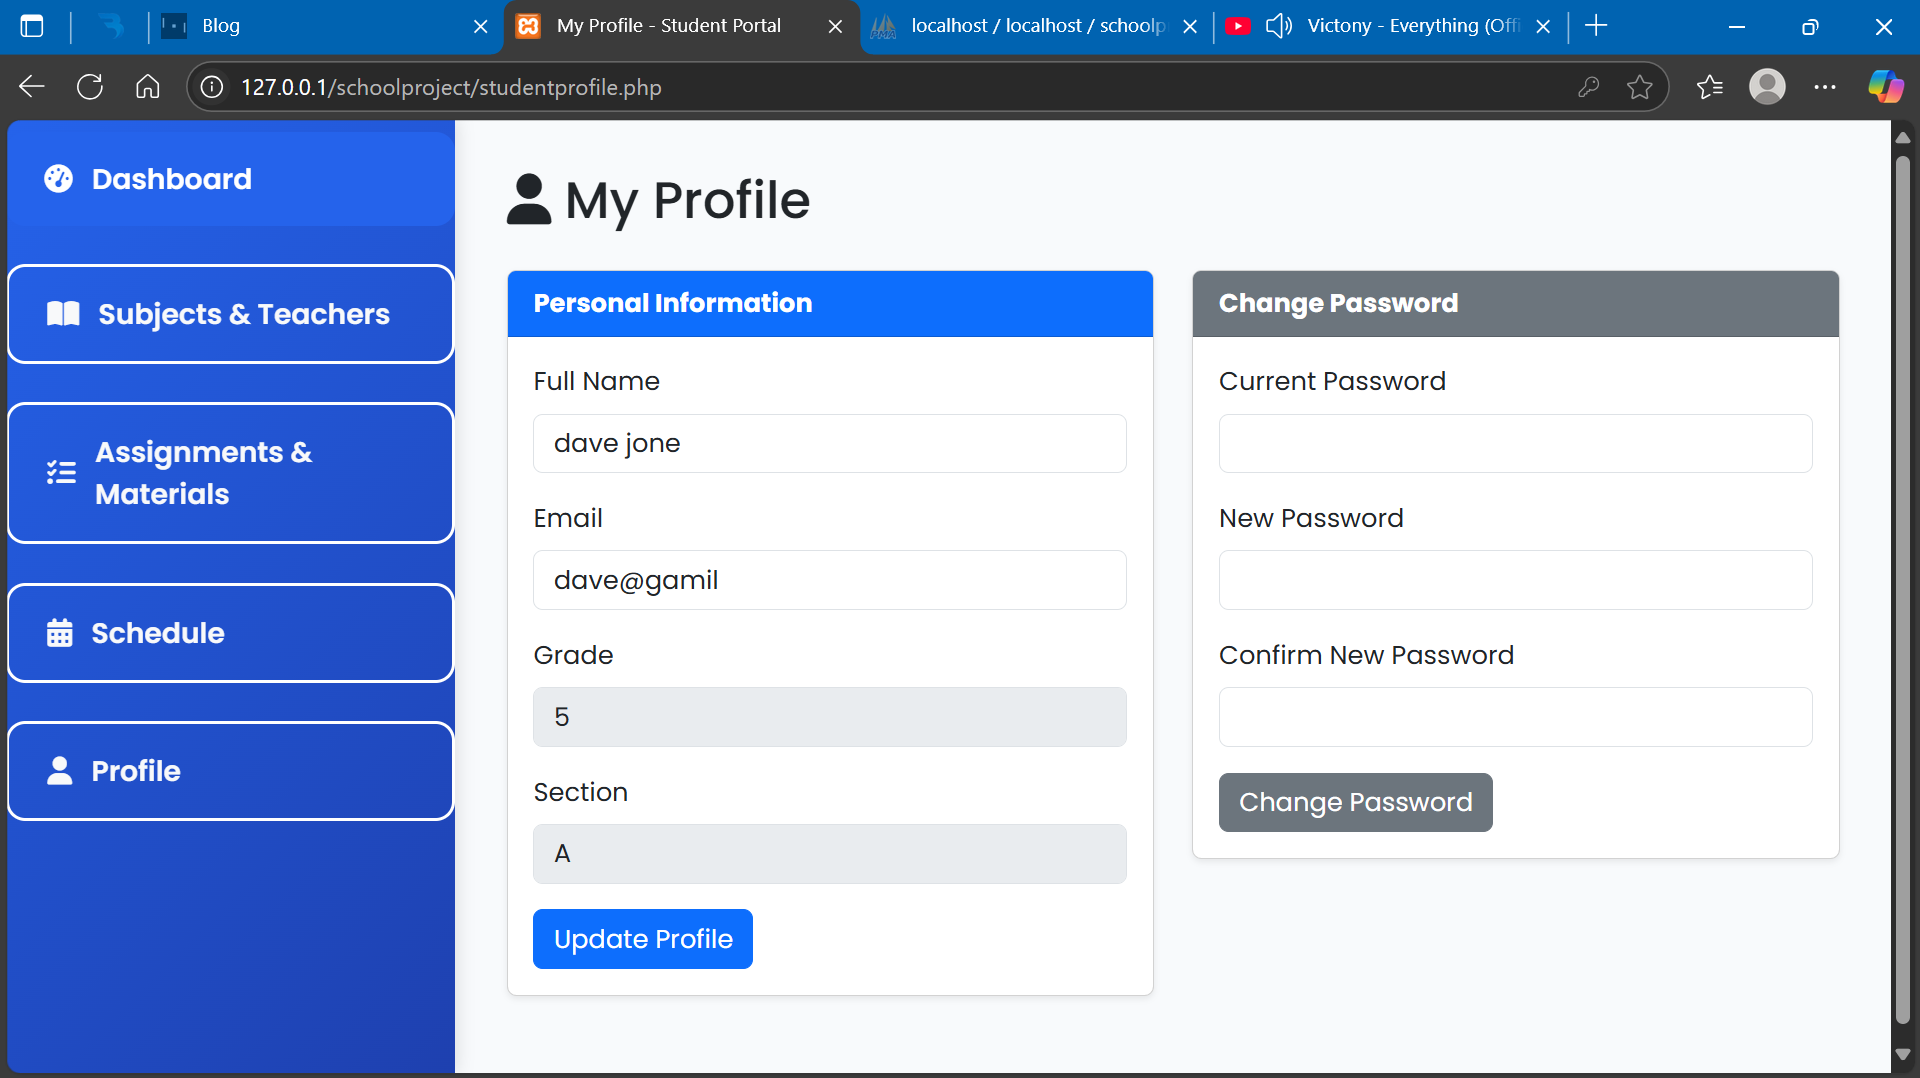 Blog
My Profile - Student Portal
localhost / localhost / schoolp
Victony - Everything (Offi
127.0.0.1/schoolproject/studentprofile.php
Dashboard
Subjects & Teachers
Assignments &
Materials
Schedule
Profile
My Profile
Personal Information
Full Name
dave jone
Email
dave@gamil
Grade
5
Section
A
Update Profile
Change Password
Current Password
New Password
Confirm New Password
Change Password